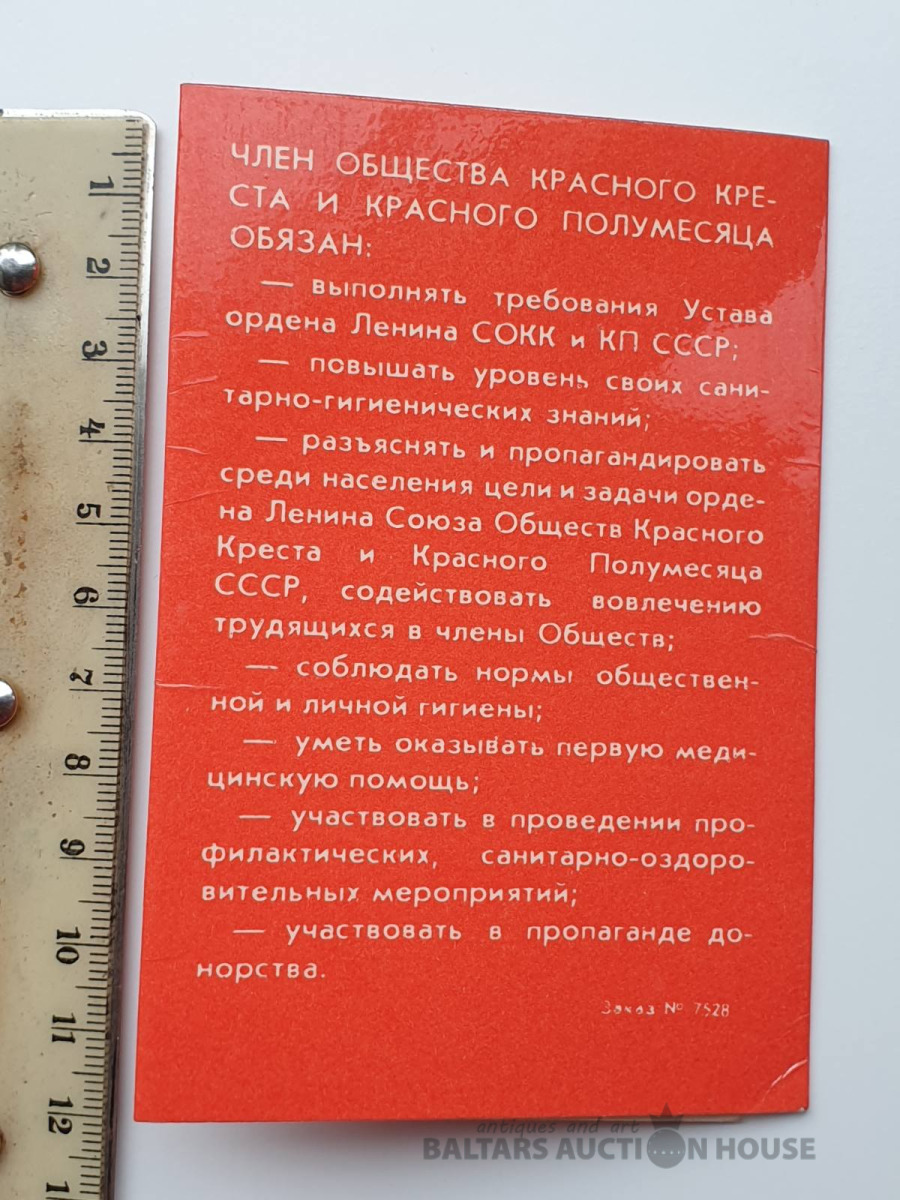 ЧЛЕН ОБЩЕСТВА КРАСНОГО КРЕ-
СТА И КРАСНОГО ПОЛУМЕСЯЦА
ОБЯЗАН:
— выполнять требования Устава
ордена Ленина СОКК и КП СССР;
— повышать уровень своих сани-
тарно-гигиенических знаний;
— разъяснять и пропагандировать
среди населения цели и задачи орде-
на Ленина Союза Обществ Красного
Креста и Красного Полумесяца
СССР, содействовать вовлечению
трудящихся в члены Обществ;
— соблюдать нормы обществен-
ной и личной гигиены;
— уметь оказывать первую меди-
цинскую помощь;
— участвовать в проведении про-
филактических, санитарно-оздоро-
вительных мероприятий;
— участвовать в пропаганде до-
норства.
Заказ № 7528
1
2
3
4
5
6
7
8
9
10
11
12
1
antiques and art
BALTARS AUCTION HOUSE